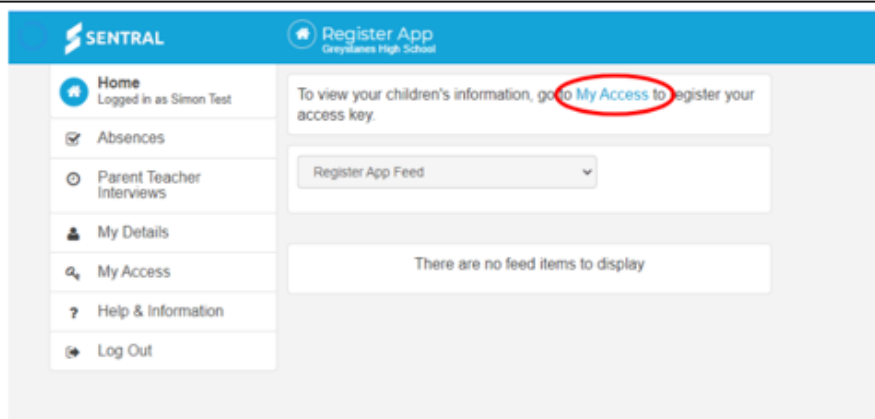 SENTRAL
Register App
Greystanes High School
Home
Logged in as Simon Test
Absences
Parent Teacher
Interviews
My Details
My Access
Help & Information
Log Out
To view your children's information, go to My Access to register your
access key.
Register App Feed
There are no feed items to display